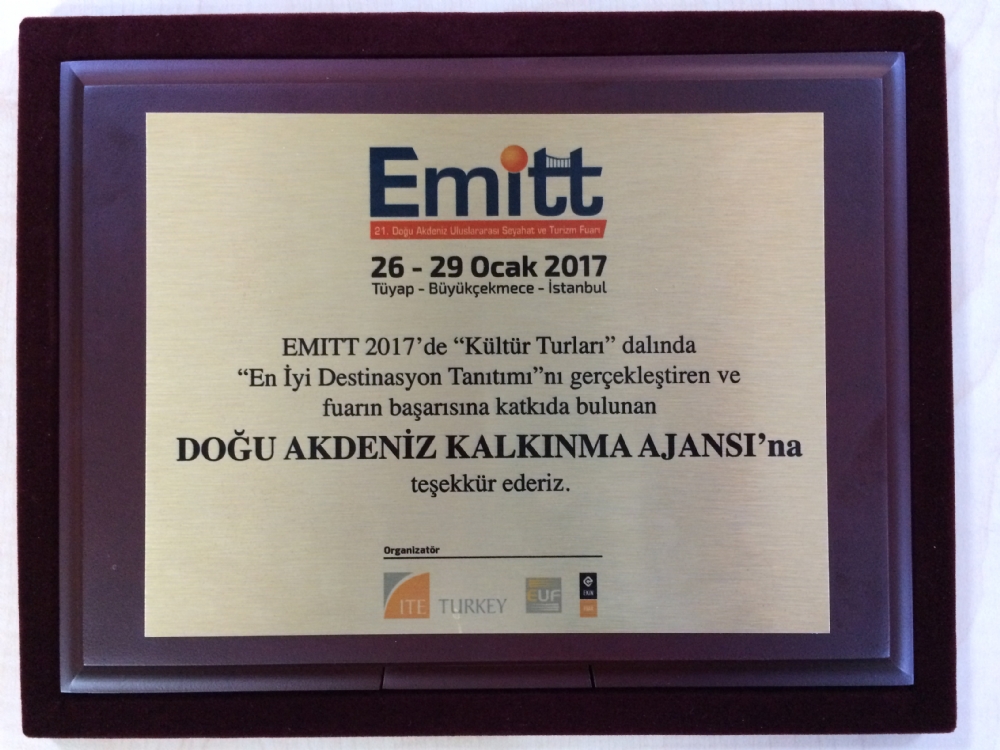 Emitt
21. Doğu Akdeniz Uluslararası Seyahat ve Turizm Fuarı
26 - 29 Ocak 2017
Tüyap - Büyükçekmece - İstanbul
EMITT 2017’de “Kültür Turları” dalında
“En İyi Destinasyon Tanıtımı”nı gerçekleştiren ve
fuarın başarısına katkıda bulunan
DOĞU AKDENİZ KALKINMA AJANSI’na
teşekkür ederiz.
Organizatör
ITE TURKEY
EUF
EKIN